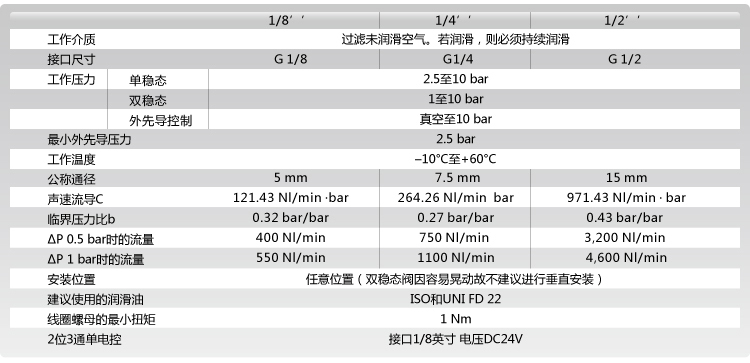 1/8′ ′ 1/4′ ′ 1/2′ ′
工作介质 过滤未润滑空气。若润滑，则必须持续润滑
接口尺寸 G 1/8 G1/4 G 1/2
工作压力 单稳态 2.5至10 bar
双稳态 1至10 bar
外先导控制 真空至10 bar
最小外先导压力 2.5 bar
工作温度 –10°C至+60°C
公称通径 5 mm 7.5 mm 15 mm
声速流导C 121.43 Nl/min ·bar 264.26 Nl/min bar 971.43 Nl/min · bar
临界压力比b 0.32 bar/bar 0.27 bar/bar 0.43 bar/bar
ΔP 0.5 bar时的流量 400 Nl/min 750 Nl/min 3,200 Nl/min
ΔP 1 bar时的流量 550 Nl/min 1100 Nl/min 4,600 Nl/min
安装位置 任意位置（双稳态阀因容易晃动故不建议进行垂直安装）
建议使用的润滑油 ISO和UNI FD 22
线圈螺母的最小扭矩 1 Nm
2位3通单电控 接口1/8英寸 电压DC24V